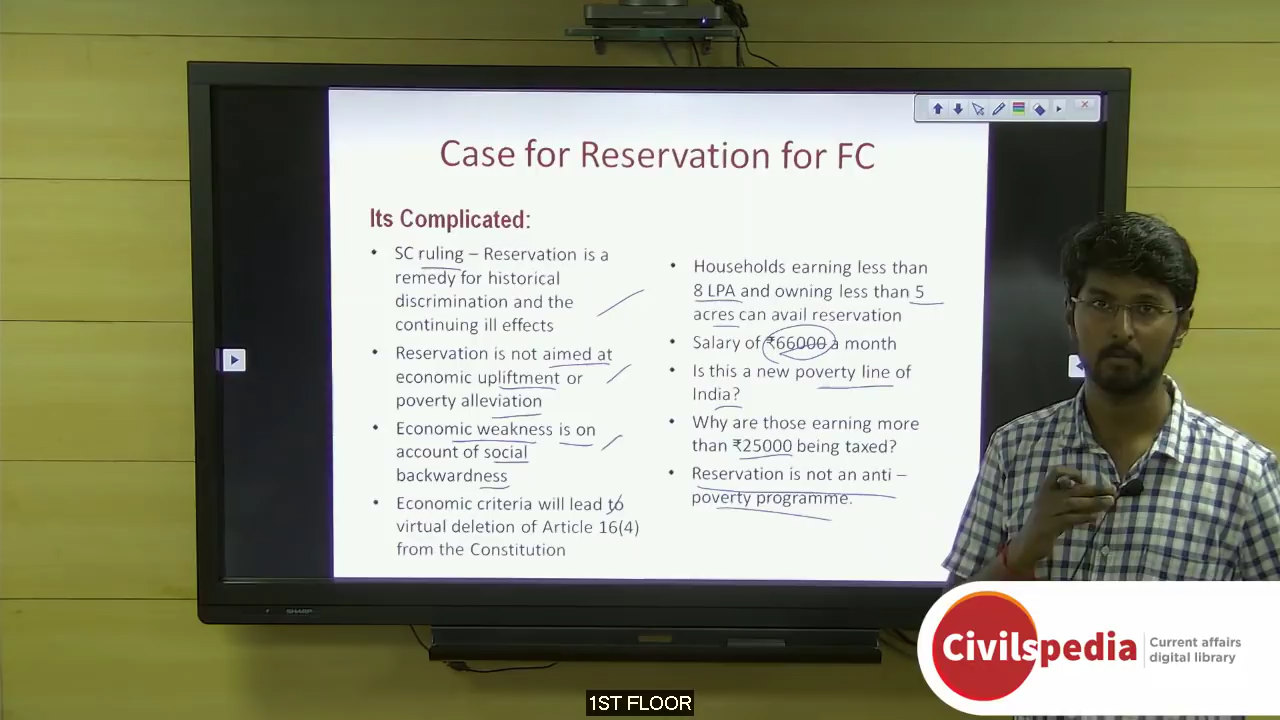 Case for Reservation for FC
Its Complicated:
• SC ruling – Reservation is a
remedy for historical
discrimination and the
continuing ill effects
• Reservation is not aimed at
economic upliftment or
poverty alleviation
• Economic weakness is on
account of social
backwardness
• Economic criteria will lead to
virtual deletion of Article 16(4)
from the Constitution
• Households earning less than
8 LPA and owning less than 5
acres can avail reservation
• Salary of ₹66000 a month
• Is this a new poverty line of
India?
• Why are those earning more
than ₹25000 being taxed?
• Reservation is not an anti –
poverty programme.
SHARP
Civilspedia
Current affairs
digital library
1ST FLOOR